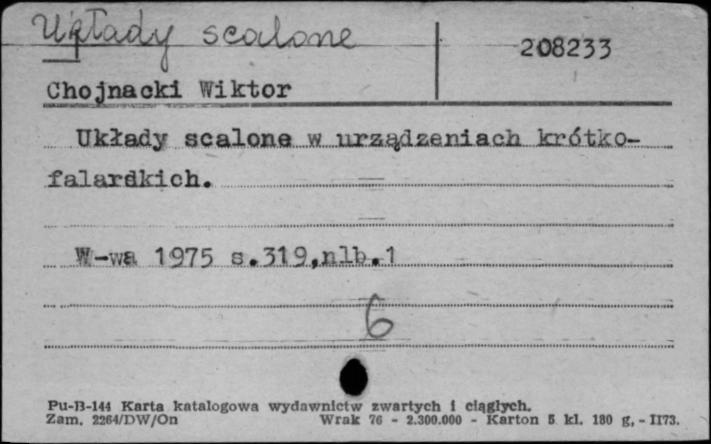 Układy scalone
208233
Chojnacki Wiktor
Układy scalone w urządzeniach krótko-
falardkich.
W-wa 1975 s.319,nlb.1
6
Pu-B-144 Karta katalogowa wydawnictw zwartych i ciągłych.
Zam. 2264/DW/On Wrak 76 - 2.300.000 - Karton 5 kl. 180 g, - II73.